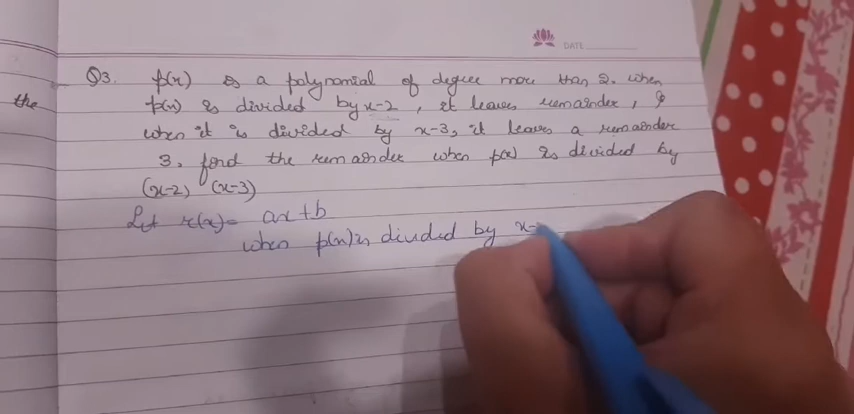 DATE
the
Q3. p(x) is a polynomial of degree more than 2. when
p(x) is divided by x-2, it leaves remainder, &
when it is divided by x-3, it leaves a remainder
3, find the remainder when p(x) is divided by
(x-2) (x-3)
Let r(x) = ax+b
when p(x) is divided by x-